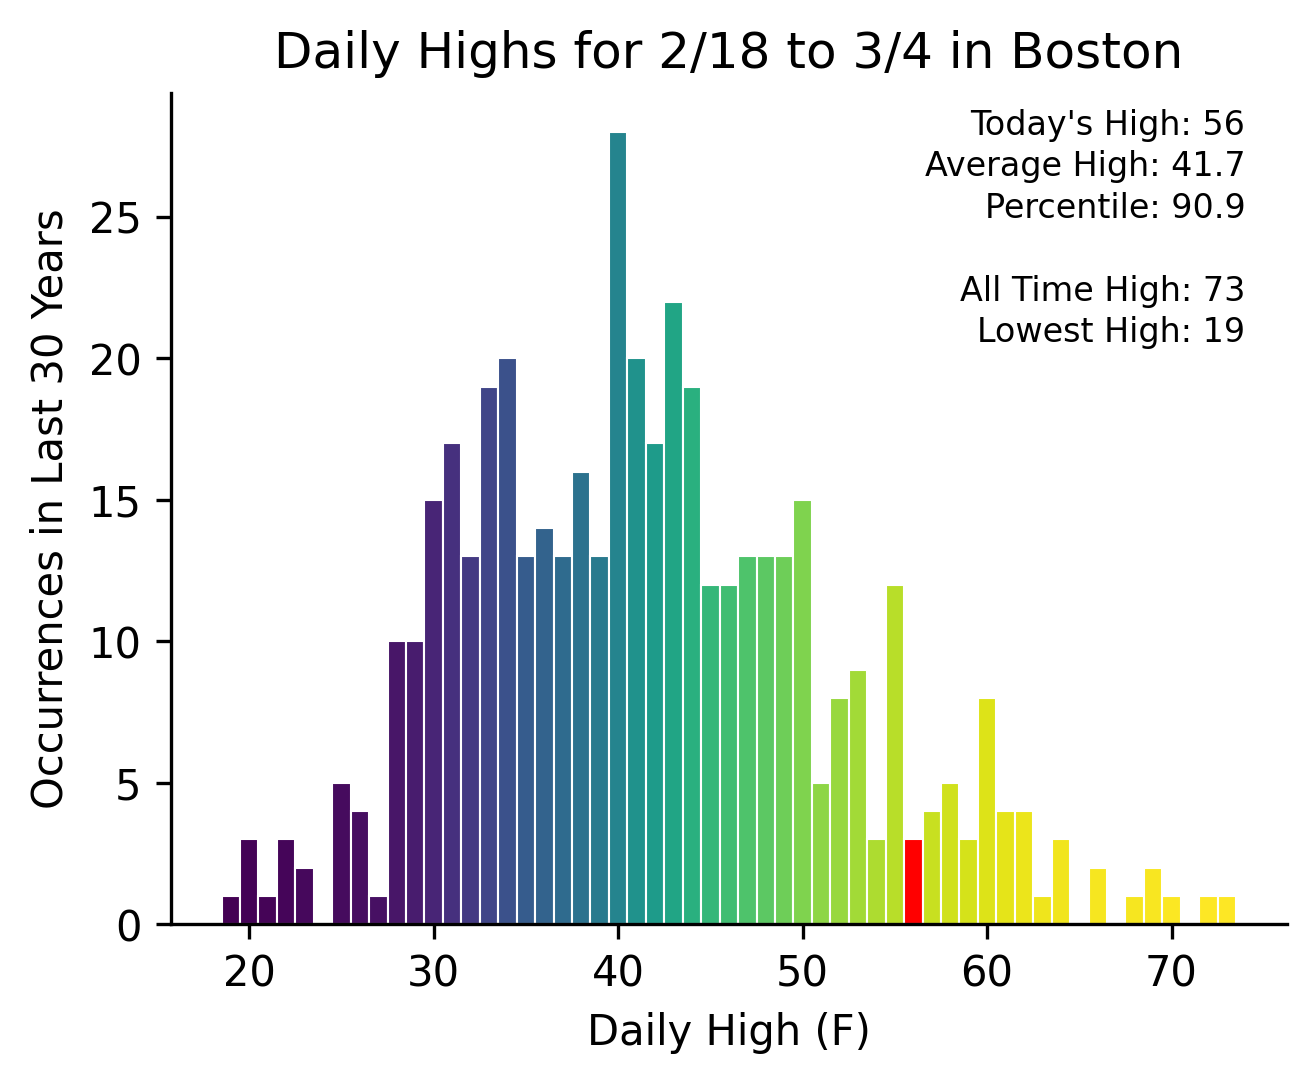 Daily Highs for 2/18 to 3/4 in Boston
Today's High: 56
Average High: 41.7
Percentile: 90.9
All Time High: 73
Lowest High: 19
Occurrences in Last 30 Years
25
20
15
10
5
0
20 30 40 50 60 70
Daily High (F)